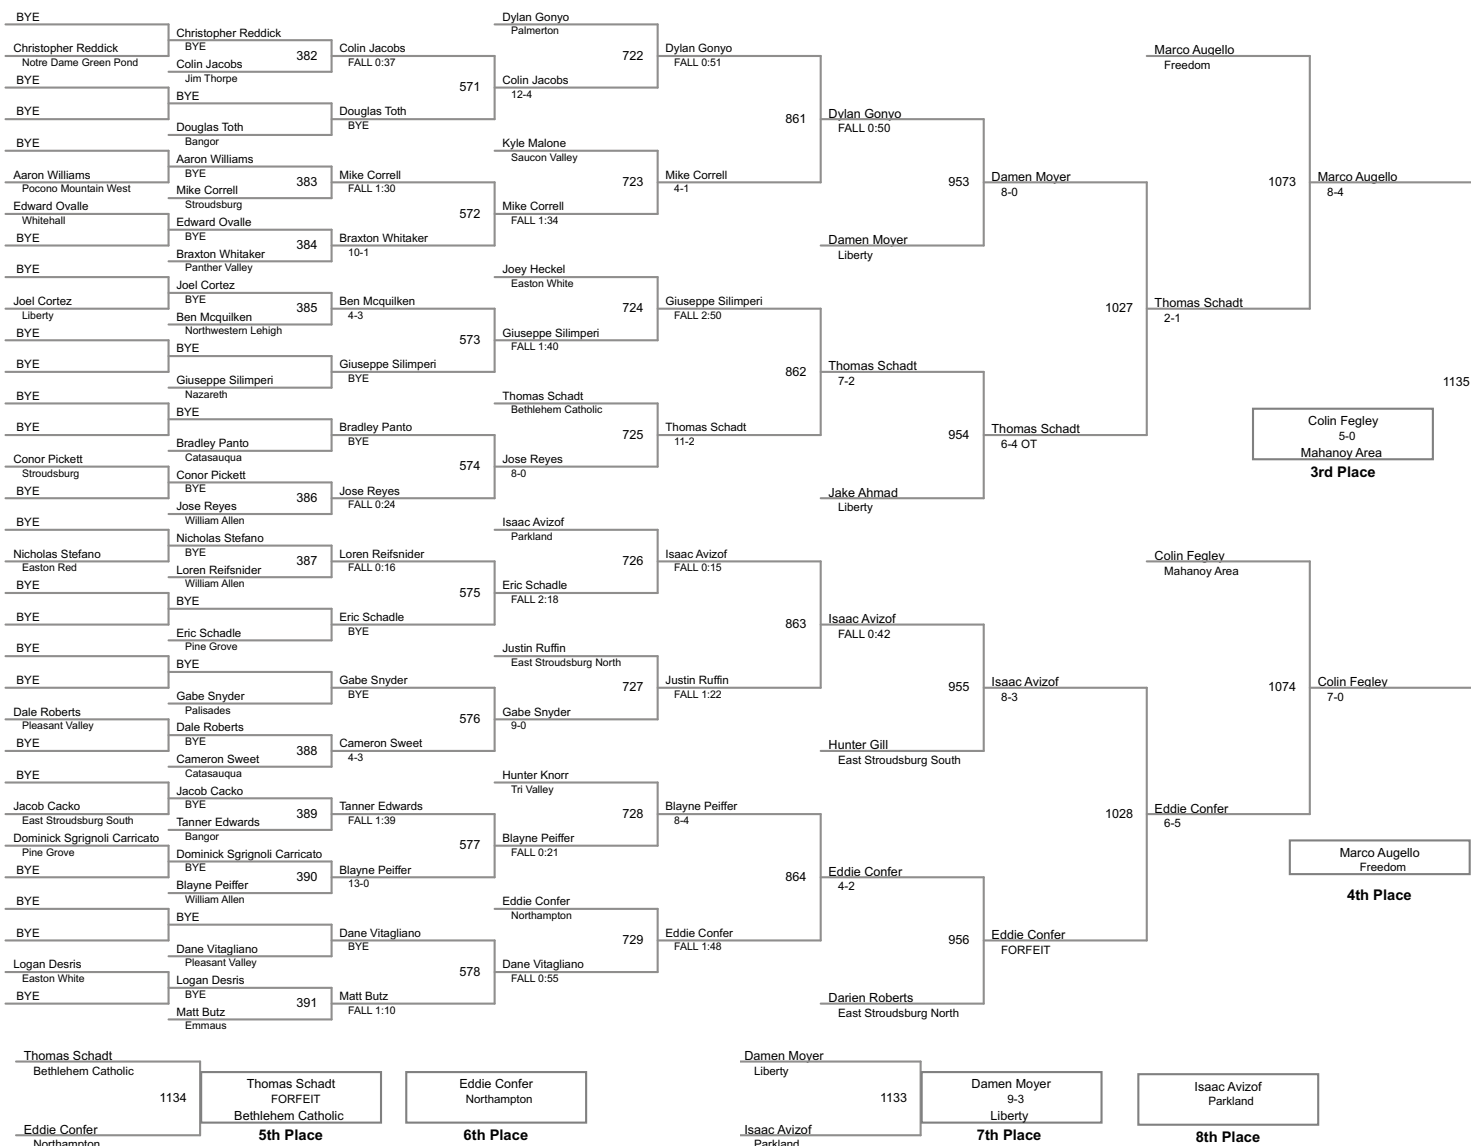 BYE
Christopher Reddick
Notre Dame Green Pond
BYE
BYE
BYE
Aaron Williams
Pocono Mountain West
Edward Ovalle
Whitehall
BYE
BYE
Joel Cortez
Liberty
BYE
BYE
BYE
BYE
Conor Pickett
Stroudsburg
BYE
BYE
Nicholas Stefano
Easton Red
BYE
BYE
BYE
BYE
Dale Roberts
Pleasant Valley
BYE
BYE
Jacob Cacko
East Stroudsburg South
Dominick Sgrignoli Carricato
Pine Grove
BYE
BYE
BYE
Logan Desris
Easton White
BYE
Christopher Reddick
BYE
382
Colin Jacobs
Jim Thorpe
BYE
Douglas Toth
Bangor
Aaron Williams
BYE
383
Mike Correll
Stroudsburg
Edward Ovalle
BYE
384
Braxton Whitaker
Panther Valley
Joel Cortez
BYE
385
Ben Mcquilken
Northwestern Lehigh
BYE
Giuseppe Silimperi
Nazareth
BYE
Bradley Panto
Catasauqua
Conor Pickett
BYE
386
Jose Reyes
William Allen
Nicholas Stefano
BYE
387
Loren Reifsnider
William Allen
BYE
Eric Schadle
Pine Grove
BYE
Gabe Snyder
Palisades
Dale Roberts
BYE
388
Cameron Sweet
Catasauqua
Jacob Cacko
BYE
389
Tanner Edwards
Bangor
Dominick Sgrignoli Carricato
BYE
390
Blayne Peiffer
William Allen
BYE
Dane Vitagliano
Pleasant Valley
Logan Desris
BYE
391
Matt Butz
Emmaus
Colin Jacobs
FALL 0:37
571
Douglas Toth
BYE
Mike Correll
FALL 1:30
572
Braxton Whitaker
10-1
Ben Mcquilken
4-3
573
Giuseppe Silimperi
BYE
Bradley Panto
BYE
574
Jose Reyes
FALL 0:24
Loren Reifsnider
FALL 0:16
575
Eric Schadle
BYE
Gabe Snyder
BYE
576
Cameron Sweet
4-3
Tanner Edwards
FALL 1:39
577
Blayne Peiffer
13-0
Dane Vitagliano
BYE
578
Matt Butz
FALL 1:10
Dylan Gonyo
Palmerton
722
Colin Jacobs
12-4
Kyle Malone
Saucon Valley
723
Mike Correll
FALL 1:34
Joey Heckel
Easton White
724
Giuseppe Silimperi
FALL 1:40
Thomas Schadt
Bethlehem Catholic
725
Jose Reyes
8-0
Isaac Avizof
Parkland
726
Eric Schadle
FALL 2:18
Justin Ruffin
East Stroudsburg North
727
Gabe Snyder
9-0
Hunter Knorr
Tri Valley
728
Blayne Peiffer
FALL 0:21
Eddie Confer
Northampton
729
Dane Vitagliano
FALL 0:55
Dylan Gonyo
FALL 0:51
861
Mike Correll
4-1
Giuseppe Silimperi
FALL 2:50
862
Thomas Schadt
11-2
Isaac Avizof
FALL 0:15
863
Justin Ruffin
FALL 1:22
Blayne Peiffer
8-4
864
Eddie Confer
FALL 1:48
Dylan Gonyo
FALL 0:50
953
Damen Moyer
Liberty
Thomas Schadt
7-2
954
Jake Ahmad
Liberty
Isaac Avizof
FALL 0:42
955
Hunter Gill
East Stroudsburg South
Eddie Confer
4-2
956
Darien Roberts
East Stroudsburg North
Damen Moyer
8-0
1027
Thomas Schadt
6-4 OT
Isaac Avizof
8-3
1028
Eddie Confer
FORFEIT
Marco Augello
Freedom
1073
Thomas Schadt
2-1
Colin Fegley
Mahanoy Area
1074
Eddie Confer
6-5
Marco Augello
8-4
1135
Colin Fegley
7-0
Colin Fegley
5-0
Mahanoy Area
3rd Place
Marco Augello
Freedom
4th Place
Thomas Schadt
Bethlehem Catholic
1134
Eddie Confer
Northampton
Thomas Schadt
FORFEIT
Bethlehem Catholic
5th Place
Eddie Confer
Northampton
6th Place
Damen Moyer
Liberty
1133
Isaac Avizof
Parkland
Damen Moyer
9-3
Liberty
7th Place
Isaac Avizof
Parkland
8th Place